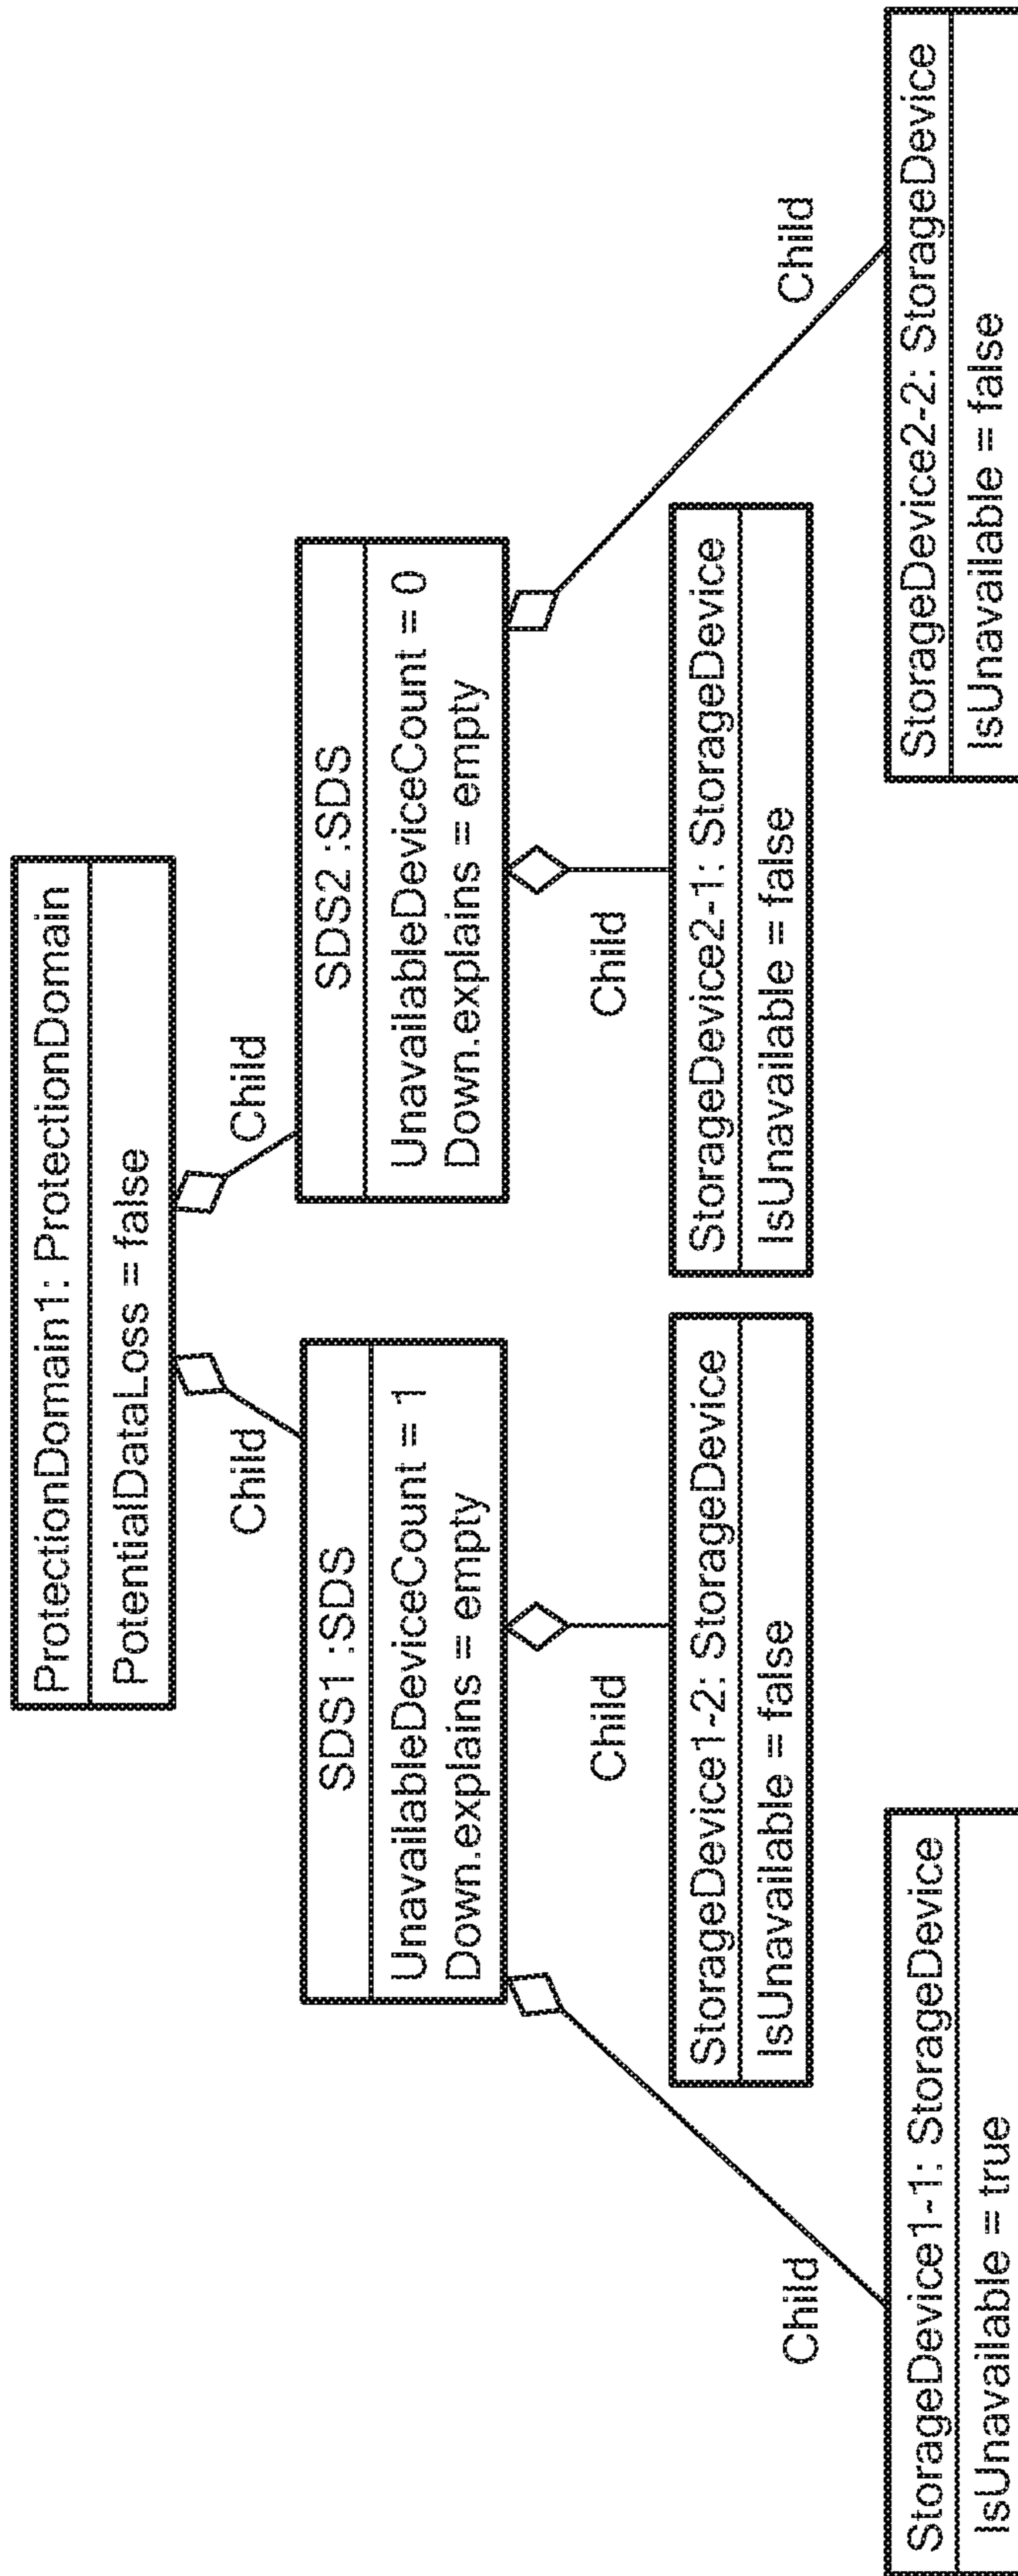 ProtectionDomain1: ProtectionDomain
PotentialDataLoss = false
Child
Child
SDS1 :SDS
UnavailableDeviceCount = 1
Down.explains = empty
SDS2 :SDS
UnavailableDeviceCount = 0
Down.explains = empty
Child
Child
Child
Child
StorageDevice1-2: StorageDevice
IsUnavailable = false
StorageDevice2-1: StorageDevice
IsUnavailable = false
StorageDevice1-1: StorageDevice
IsUnavailable = true
StorageDevice2-2: StorageDevice
IsUnavailable = false